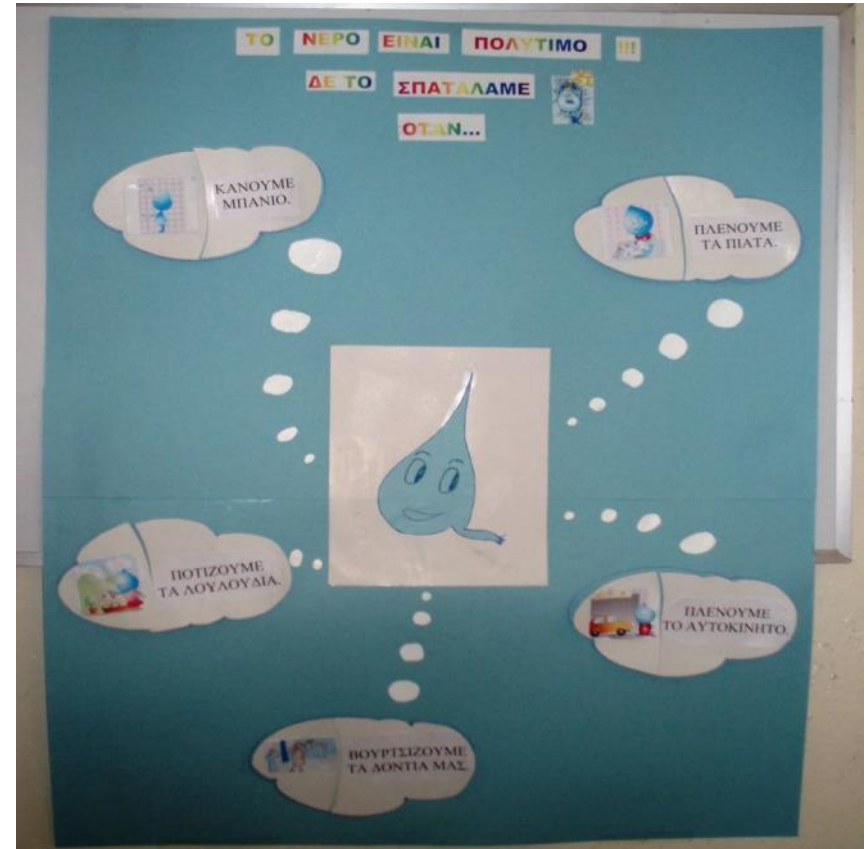 ΤΟ ΝΕΡΟ ΕΙΝΑΙ ΠΟΛΥΤΙΜΟ !!!
ΔΕ ΤΟ ΣΠΑΤΑΛΑΜΕ
ΟΤΑΝ...
ΚΑΝΟΥΜΕ
ΜΠΑΝΙΟ.
ΠΛΕΝΟΥΜΕ
ΤΑ ΠΙΑΤΑ.
ΠΟΤΙΖΟΥΜΕ
ΤΑ ΛΟΥΛΟΥΔΙΑ.
ΠΛΕΝΟΥΜΕ
ΤΟ ΑΥΤΟΚΙΝΗΤΟ.
ΒΟΥΡΤΣΙΖΟΥΜΕ
ΤΑ ΔΟΝΤΙΑ ΜΑΣ.